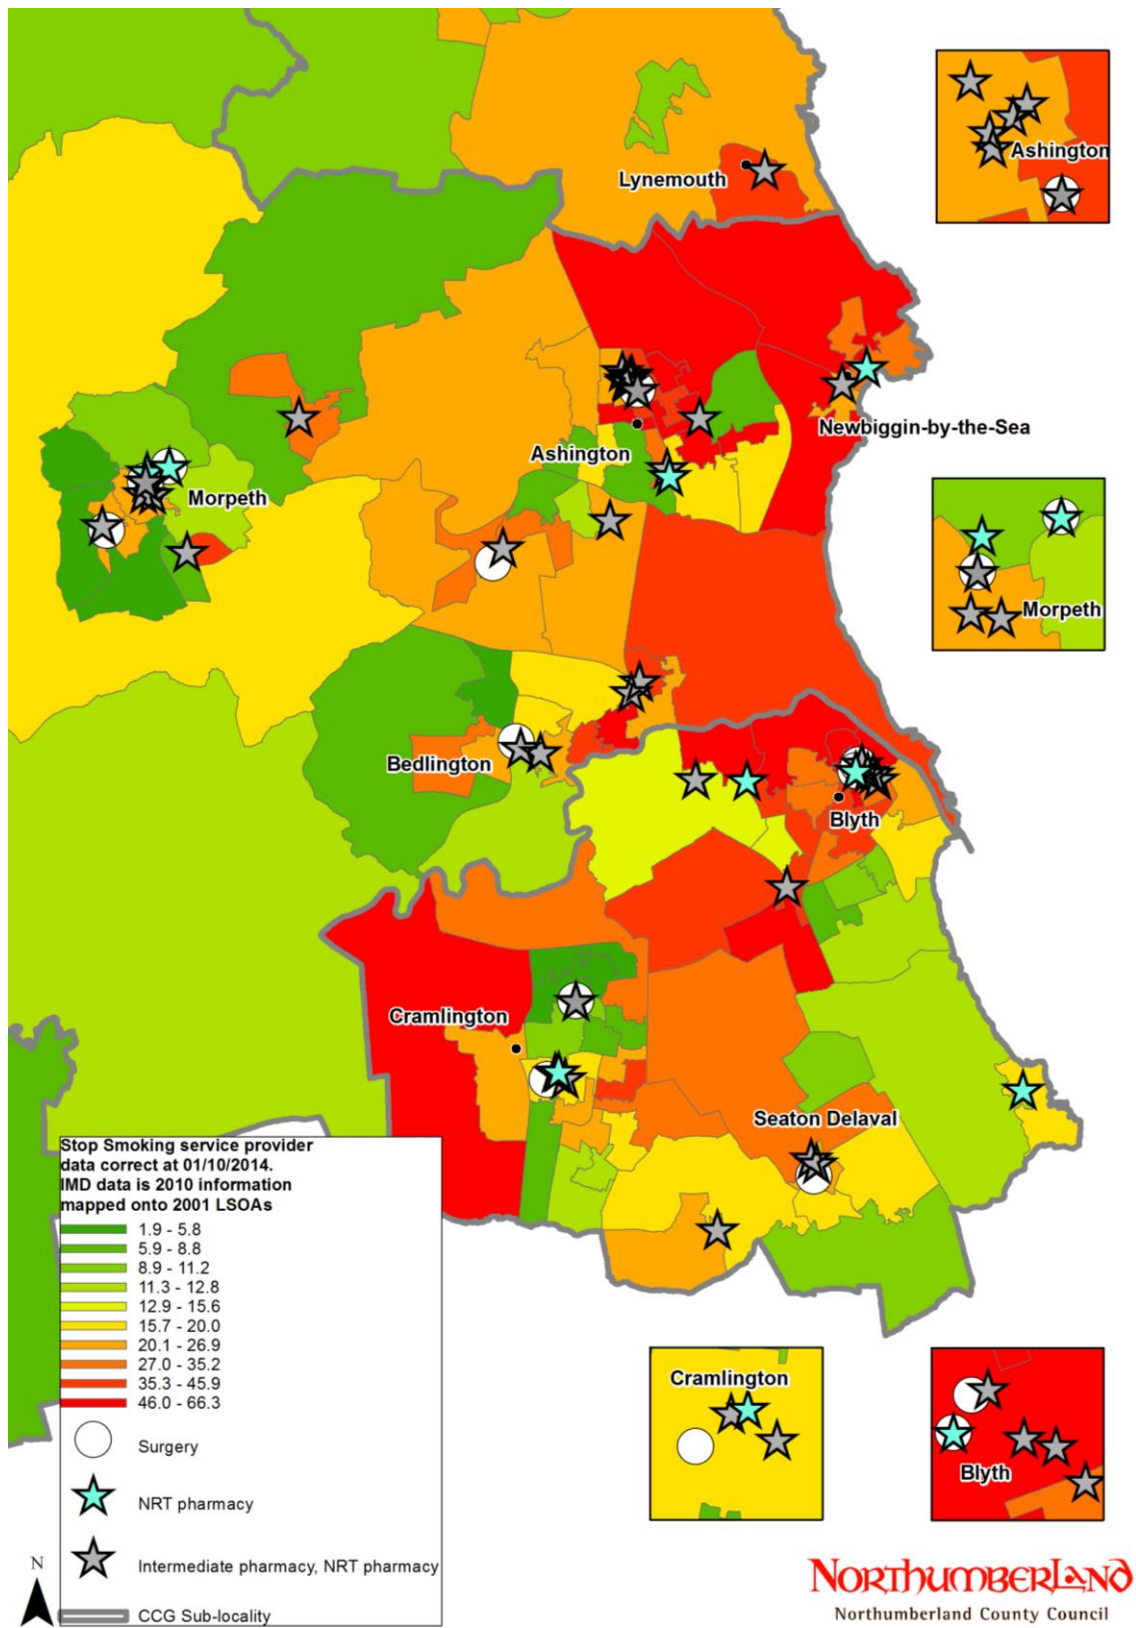 Ashington
Lynemouth
Newbiggin-by-the-Sea
Ashington
Morpeth
Morpeth
Bedlington
Blyth
Cramlington
Seaton Delaval
Stop Smoking service provider
data correct at 01/10/2014.
IMD data is 2010 information
mapped onto 2001 LSOAs
1.9 - 5.8
5.9 - 8.8
8.9 - 11.2
11.3 - 12.8
12.9 - 15.6
15.7 - 20.0
20.1 - 26.9
27.0 - 35.2
35.3 - 45.9
46.0 - 66.3
Surgery
NRT pharmacy
Intermediate pharmacy, NRT pharmacy
CCG Sub-locality
N
Cramlington
Blyth
Northumberland
Northumberland County Council